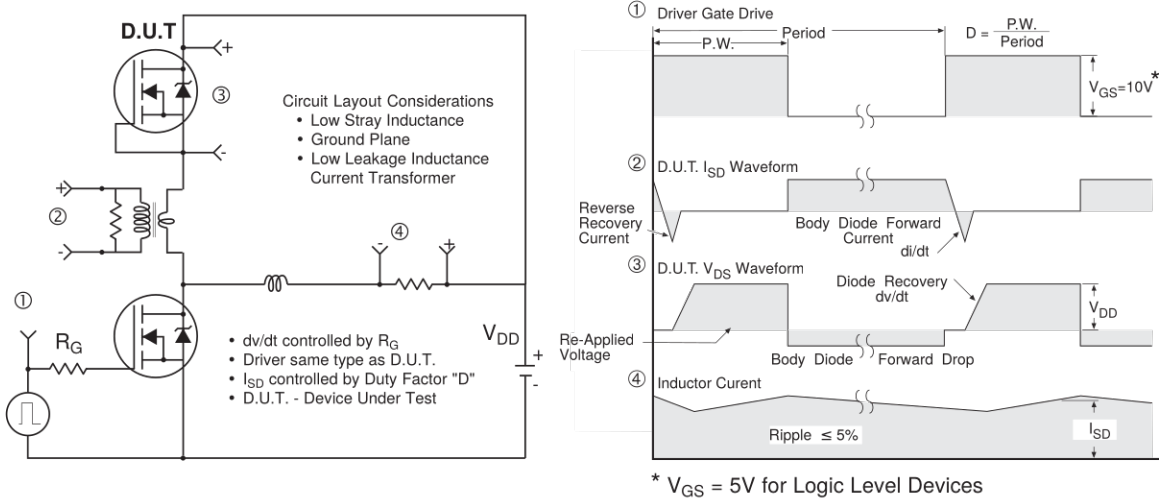 D.U.T
+
③
-
Circuit Layout Considerations
• Low Stray Inductance
• Ground Plane
• Low Leakage Inductance
Current Transformer
+
②
-
④
-
+
①
R_G
V_DD
+
-
• dv/dt controlled by R_G
• Driver same type as D.U.T.
• I_SD controlled by Duty Factor "D"
• D.U.T. - Device Under Test
① Driver Gate Drive
Period
P.W.
D = P.W.
Period
V_GS=10V*
② D.U.T. I_SD Waveform
Reverse
Recovery
Current
Body Diode Forward
Current
di/dt
③ D.U.T. V_DS Waveform
Diode Recovery
dv/dt
V_DD
Re-Applied
Voltage
Body Diode Forward Drop
④ Inductor Curent
Ripple ≤ 5%
I_SD
* V_GS = 5V for Logic Level Devices